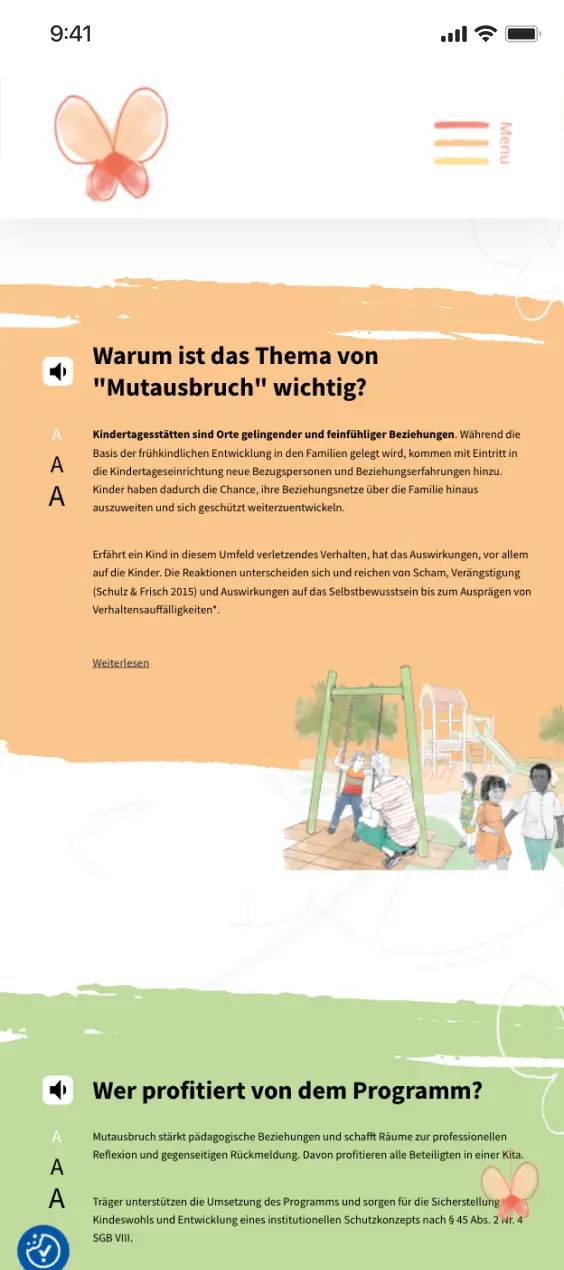 9:41
Menu
Warum ist das Thema von
"Mutausbruch" wichtig?
A
A
A
Kindertagesstätten sind Orte gelingender und feinfühliger Beziehungen. Während die
Basis der frühkindlichen Entwicklung in den Familien gelegt wird, kommen mit Eintritt in
die Kindertageseinrichtung neue Bezugspersonen und Beziehungserfahrungen hinzu.
Kinder haben dadurch die Chance, ihre Beziehungsnetze über die Familie hinaus
auszuweiten und sich geschützt weiterzuentwickeln.
Erfährt ein Kind in diesem Umfeld verletzendes Verhalten, hat das Auswirkungen, vor allem
auf die Kinder. Die Reaktionen unterscheiden sich und reichen von Scham, Verängstigung
(Schulz & Frisch 2015) und Auswirkungen auf das Selbstbewusstsein bis zum Ausprägen von
Verhaltensauffälligkeiten*.
Weiterlesen
Wer profitiert von dem Programm?
A
A
A
Mutausbruch stärkt pädagogische Beziehungen und schafft Räume zur professionellen
Reflexion und gegenseitigen Rückmeldung. Davon profitieren alle Beteiligten in einer Kita.
Träger unterstützen die Umsetzung des Programms und sorgen für die Sicherstellung
Kindeswohls und Entwicklung eines institutionellen Schutzkonzepts nach § 45 Abs. 2 Nr. 4
SGB VIII.